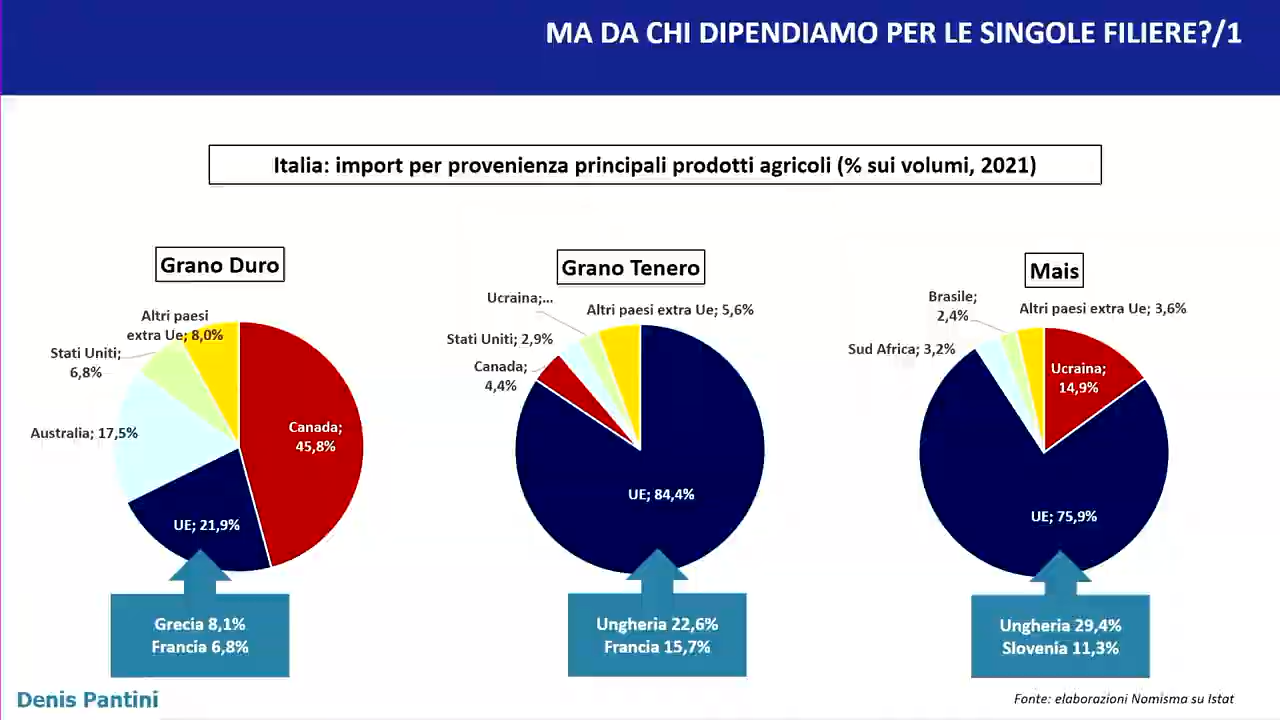 MA DA CHI DIPENDIAMO PER LE SINGOLE FILIERE?/1
Italia: import per provenienza principali prodotti agricoli (% sui volumi, 2021)
Grano Duro
Altri paesi
extra Ue; 8,0%
Stati Uniti;
6,8%
Australia; 17,5%
Canada;
45,8%
UE; 21,9%
Grecia 8,1%
Francia 6,8%
Grano Tenero
Ucraina;...
Altri paesi extra Ue; 5,6%
Stati Uniti; 2,9%
Canada;
4,4%
UE; 84,4%
Ungheria 22,6%
Francia 15,7%
Mais
Brasile;
2,4%
Altri paesi extra Ue; 3,6%
Sud Africa; 3,2%
Ucraina;
14,9%
UE; 75,9%
Ungheria 29,4%
Slovenia 11,3%
Denis Pantini
Fonte: elaborazioni Nomisma su Istat